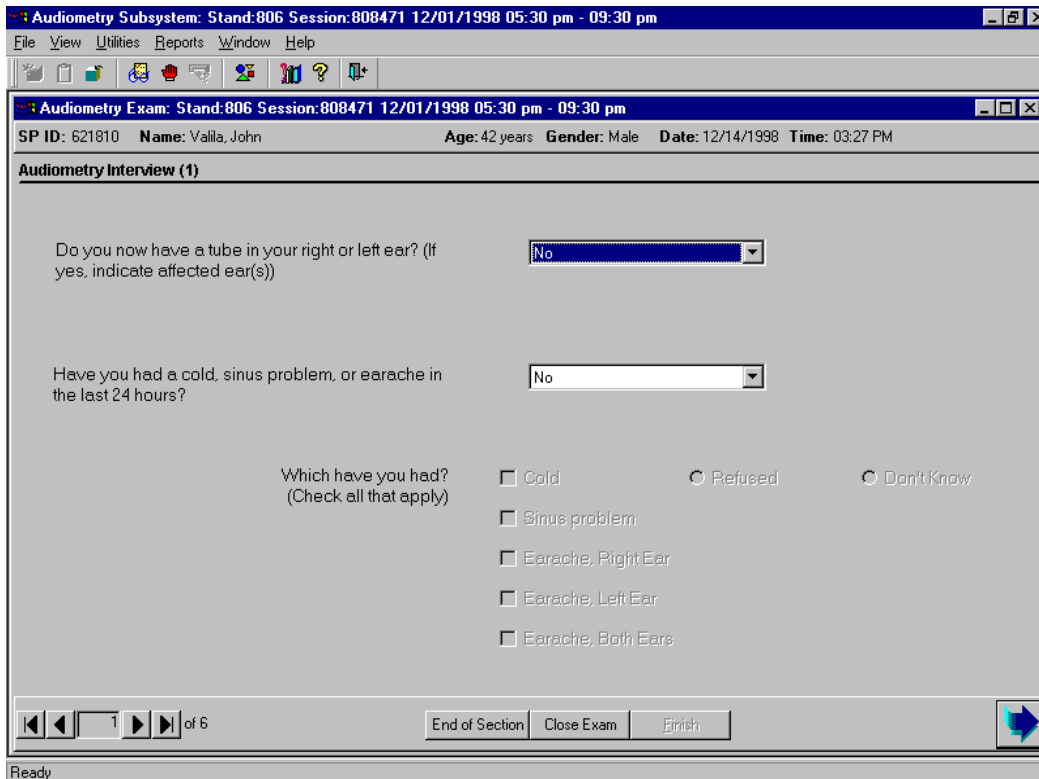 Audiometry Subsystem: Stand:806 Session:808471 12/01/1998 05:30 pm - 09:30 pm
File View Utilities Reports Window Help
Audiometry Exam: Stand:806 Session:808471 12/01/1998 05:30 pm - 09:30 pm
SP ID: 621810 Name: Valila, John Age: 42 years Gender: Male Date: 12/14/1998 Time: 03:27 PM
Audiometry Interview (1)
Do you now have a tube in your right or left ear? (If
yes, indicate affected ear(s))
No
Have you had a cold, sinus problem, or earache in
the last 24 hours?
No
Which have you had?
(Check all that apply)
Cold Refused Don't Know
Sinus problem
Earache, Right Ear
Earache, Left Ear
Earache, Both Ears
1 of 6 End of Section Close Exam Finish
Ready